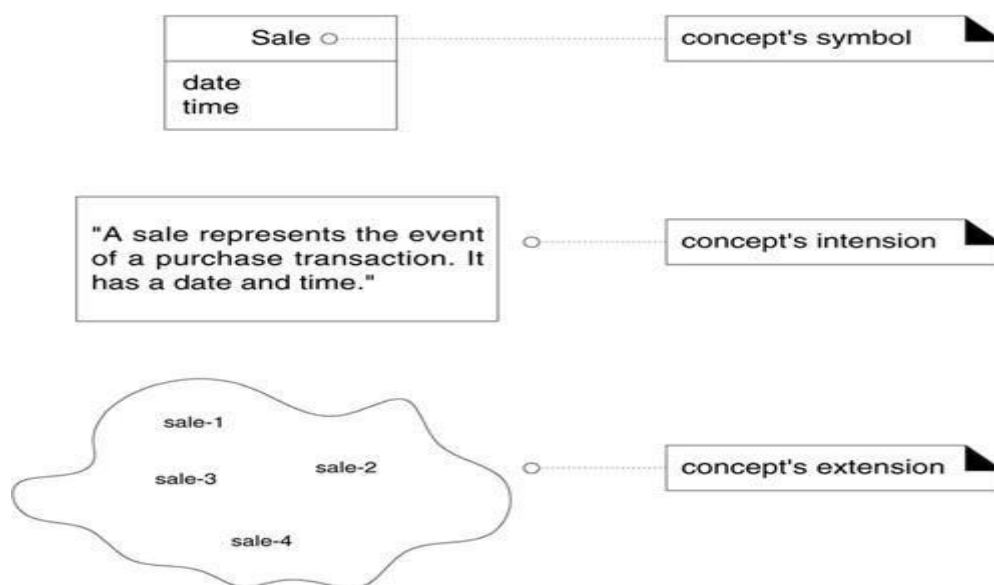 Sale
concept's symbol
date
time
"A sale represents the event
of a purchase transaction. It
has a date and time."
concept's intension
sale-1
sale-2
sale-3
sale-4
concept's extension